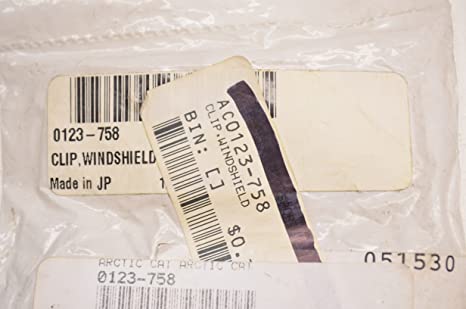 0123-758
CLIP,WINDSHIELD
Made in JP
AC0123-758
CLIP,WINDSHIELD
BIN: [ ]
$0.
051530
ARCTIC CAT ARCTIC CAT
0123-758